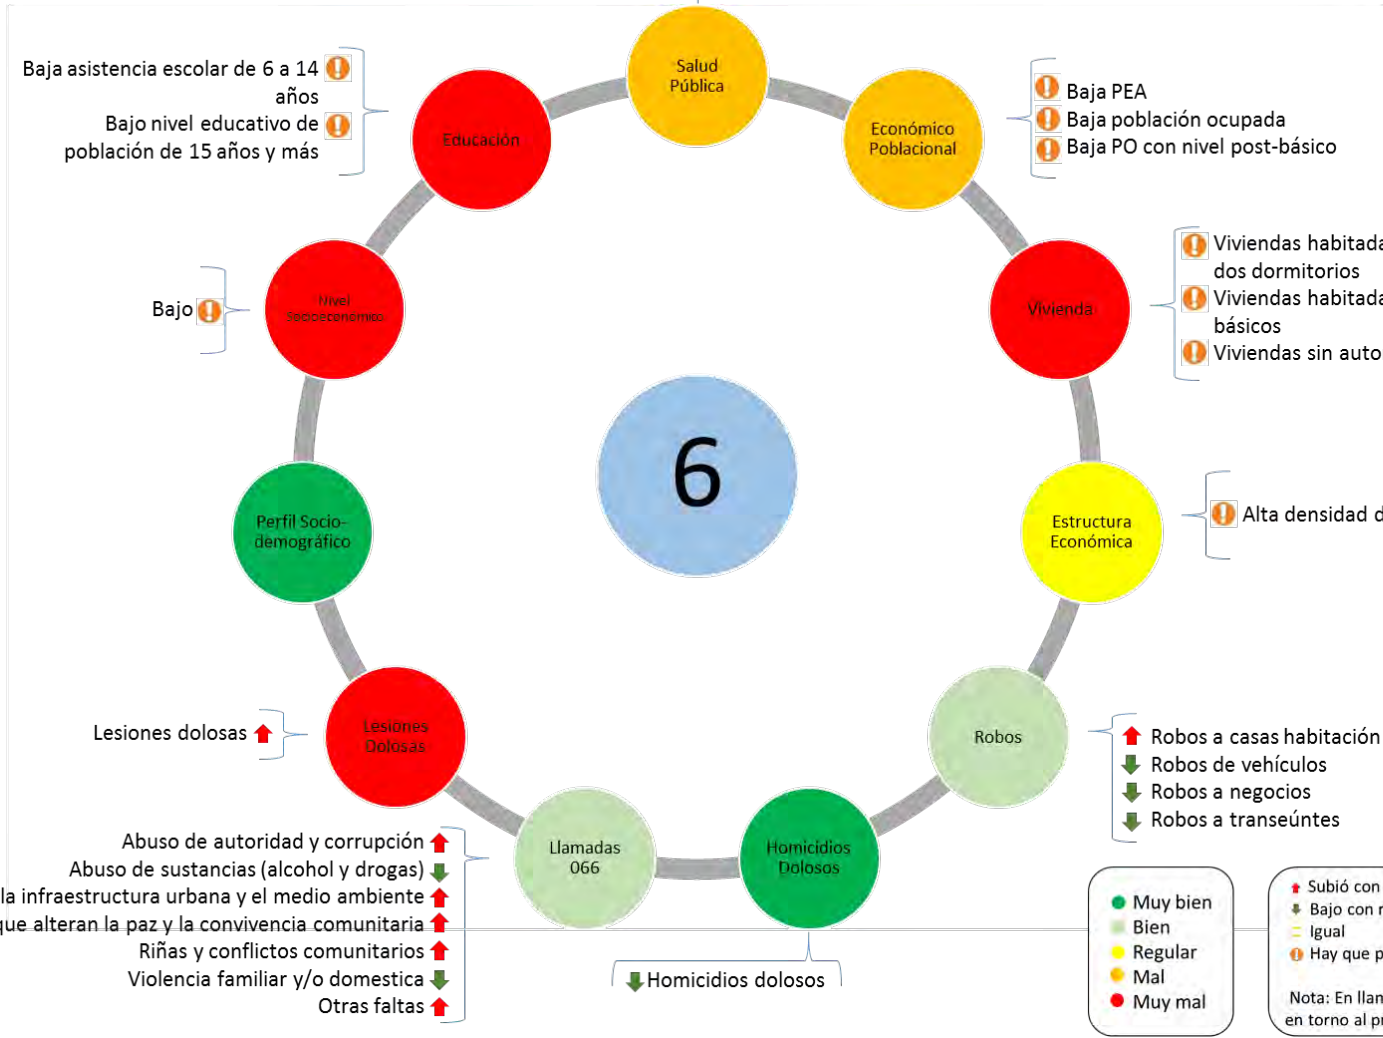 Salud
Pública
Baja asistencia escolar de 6 a 14
años
Bajo nivel educativo de
población de 15 años y más
Educación
Económico
Poblacional
Baja PEA
Baja población ocupada
Baja PO con nivel post-básico
Bajo
Nivel
Socioeconómico
Vivienda
Viviendas habitada
dos dormitorios
Viviendas habitada
básicos
Viviendas sin auto
6
Perfil Socio-
demográfico
Estructura
Económica
Alta densidad d
Lesiones dolosas
Lesiones
Dolosas
Robos
Robos a casas habitación
Robos de vehículos
Robos a negocios
Robos a transeúntes
Abuso de autoridad y corrupción
Abuso de sustancias (alcohol y drogas)
la infraestructura urbana y el medio ambiente
que alteran la paz y la convivencia comunitaria
Riñas y conflictos comunitarios
Violencia familiar y/o domestica
Otras faltas
Llamadas
066
Homicidios
Dolosos
Homicidios dolosos
Muy bien
Bien
Regular
Mal
Muy mal
Subió con
Bajo con r
Igual
Hay que p
Nota: En llan
en torno al pr